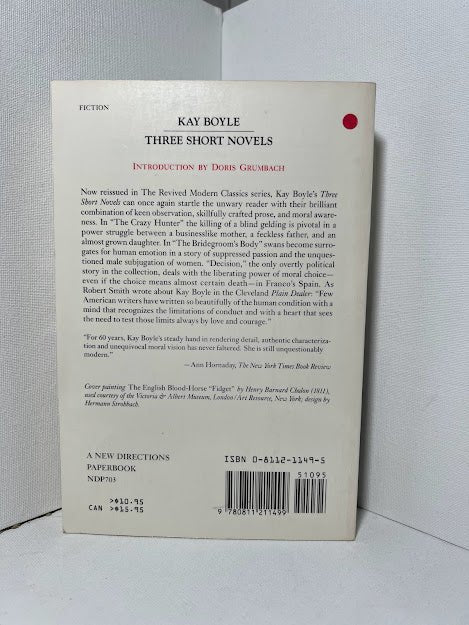 FICTION
KAY BOYLE
THREE SHORT NOVELS
INTRODUCTION BY DORIS GRUMBACH
Now reissued in The Revived Modern Classics series, Kay Boyle's Three
Short Novels can once again startle the unwary reader with their brilliant
combination of keen observation, skillfully crafted prose, and moral aware-
ness. In "The Crazy Hunter" the killing of a blind gelding is pivotal in a
power struggle between a businesslike mother, a feckless father, and an
almost grown daughter. In "The Bridegroom's Body" swans become surro-
gates for human emotion in a story of suppressed passion and the unques-
tioned male subjugation of women. "Decision," the only overtly political
story in the collection, deals with the liberating power of moral choice—
even if the choice means almost certain death—in Franco's Spain. As
Robert Smith wrote about Kay Boyle in the Cleveland Plain Dealer: "Few
American writers have written so beautifully of the human condition with a
mind that recognizes the limitations of conduct and with a heart that sees
the need to test those limits always by love and courage."
"For 60 years, Kay Boyle's steady hand in rendering detail, authentic characteriza-
tion and unequivocal moral vision has never faltered. She is still unquestionably
modern."
—Ann Hornaday, The New York Times Book Review
Cover painting The English Blood-Horse "Fidget" by Henry Barnard Chalon (1811),
used courtesy of the Victoria & Albert Museum, London/Art Resource, New York; design by
Hermann Strohbach.
A NEW DIRECTIONS
PAPERBOOK
NDP703
>$10.95
CAN >$15.95
ISBN 0-8112-1149-5
51095
9 780811 211499